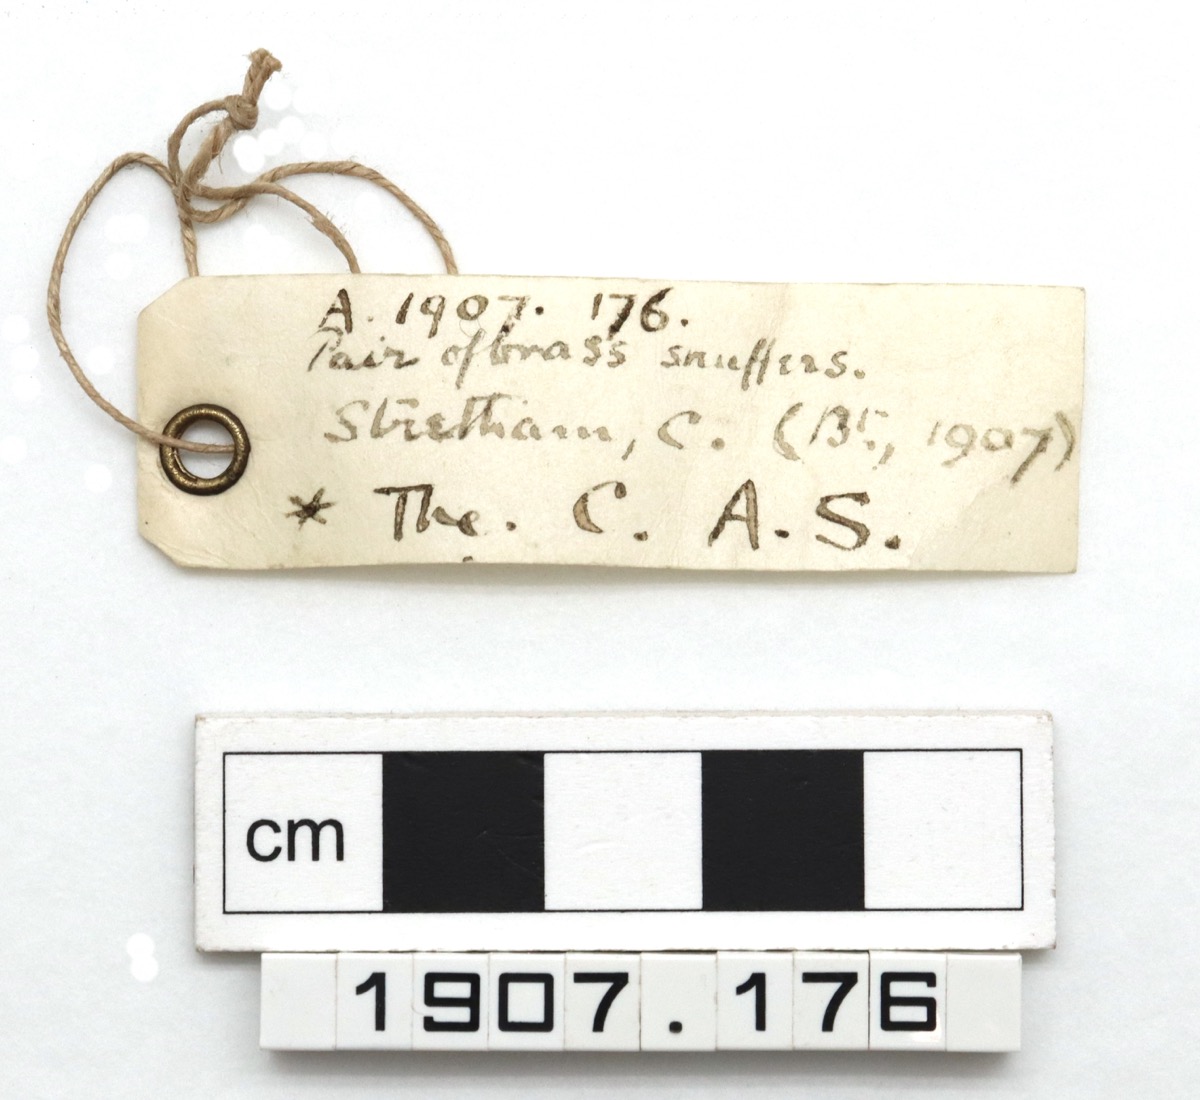 A. 1907. 176.
Pair of brass snuffers.
Stretham, C. (Bt., 1907)
* The. C. A. S.
cm
1907.176